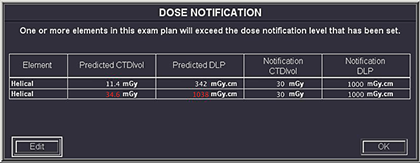 DOSE NOTIFICATION
One or more elements in this exam plan will exceed the dose notification level that has been set.
Element Predicted CTDIvol Predicted DLP Notification CTDIvol Notification DLP
Helical 11.4 mGy 342 mGy.cm 30 mGy 1000 mGy.cm
Helical 34.6 mGy 1038 mGy.cm 30 mGy 1000 mGy.cm
Edit OK